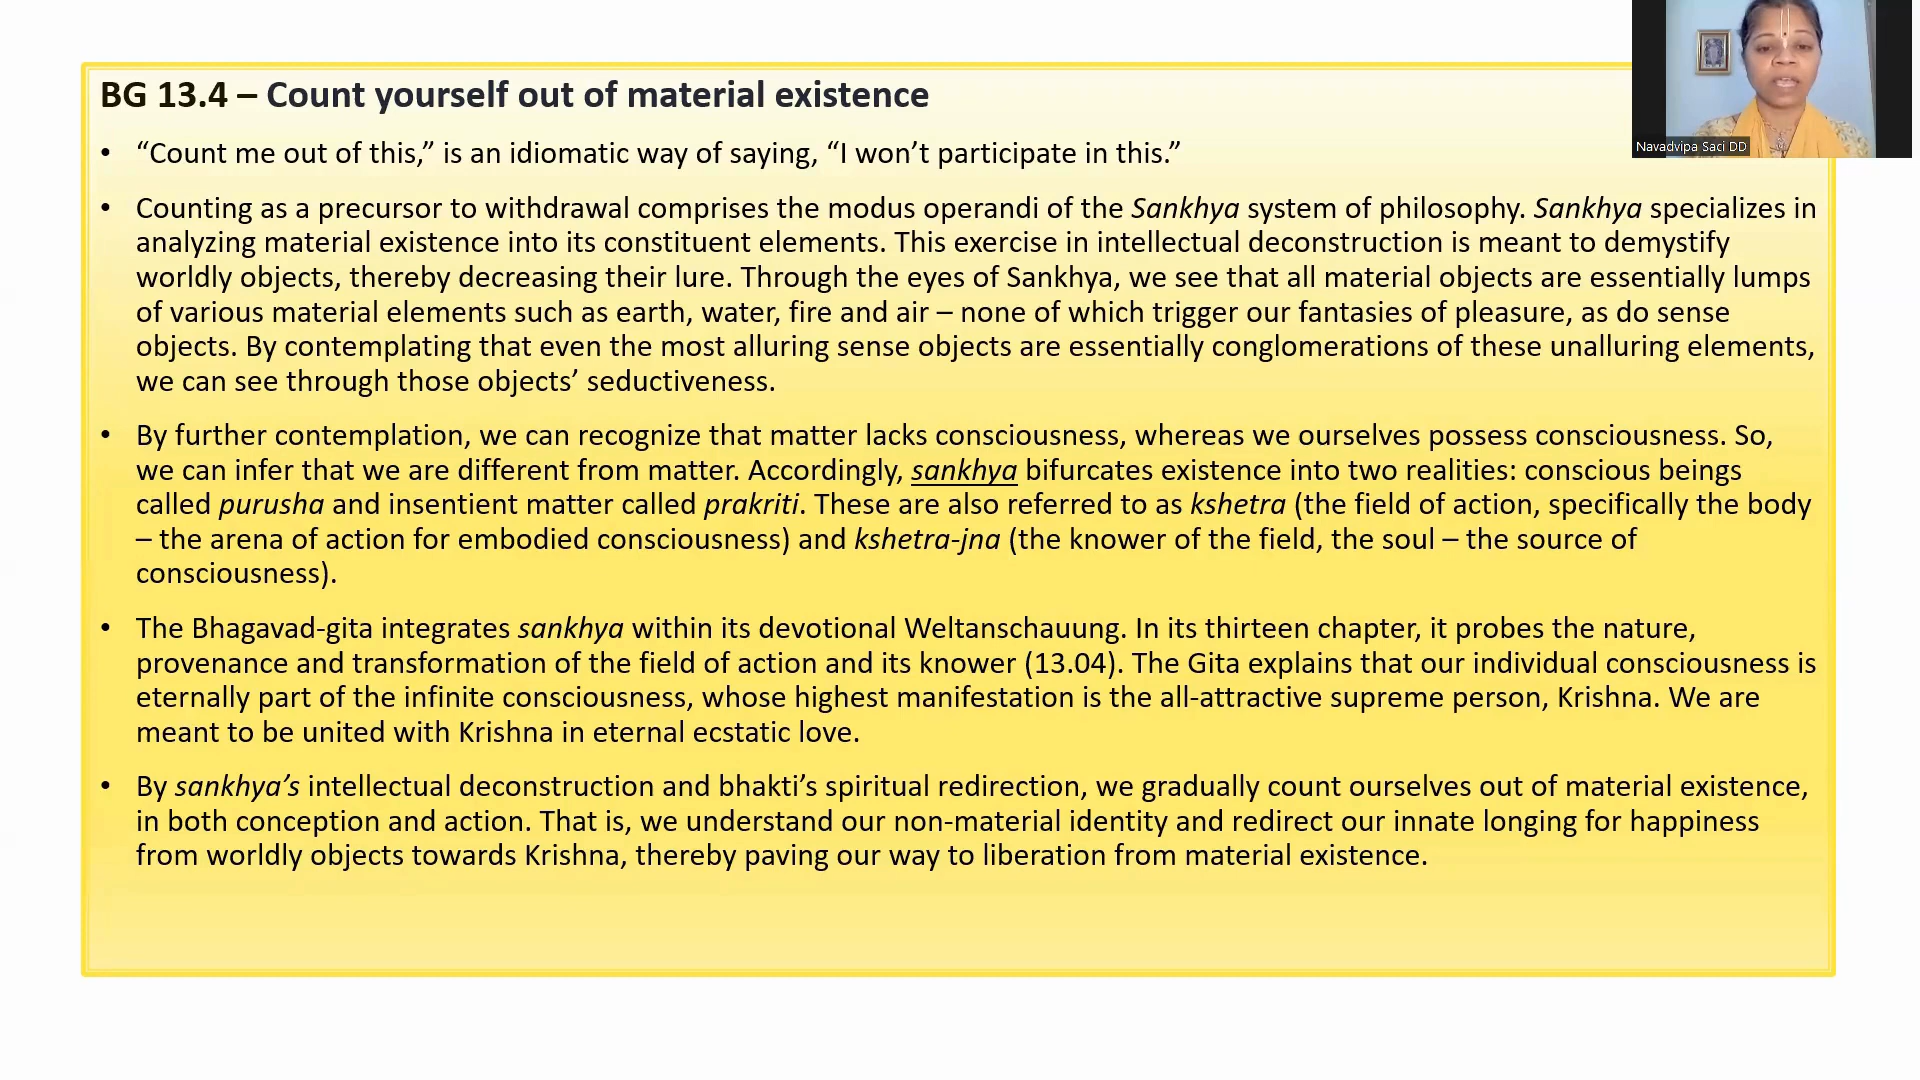 BG 13.4 – Count yourself out of material existence
• “Count me out of this,” is an idiomatic way of saying, “I won’t participate in this.”
• Counting as a precursor to withdrawal comprises the modus operandi of the Sankhya system of philosophy. Sankhya specializes in
analyzing material existence into its constituent elements. This exercise in intellectual deconstruction is meant to demystify
worldly objects, thereby decreasing their lure. Through the eyes of Sankhya, we see that all material objects are essentially lumps
of various material elements such as earth, water, fire and air – none of which trigger our fantasies of pleasure, as do sense
objects. By contemplating that even the most alluring sense objects are essentially conglomerations of these unalluring elements,
we can see through those objects’ seductiveness.
• By further contemplation, we can recognize that matter lacks consciousness, whereas we ourselves possess consciousness. So,
we can infer that we are different from matter. Accordingly, sankhya bifurcates existence into two realities: conscious beings
called purusha and insentient matter called prakriti. These are also referred to as kshetra (the field of action, specifically the body
– the arena of action for embodied consciousness) and kshetra-jna (the knower of the field, the soul – the source of
consciousness).
• The Bhagavad-gita integrates sankhya within its devotional Weltanschauung. In its thirteen chapter, it probes the nature,
provenance and transformation of the field of action and its knower (13.04). The Gita explains that our individual consciousness is
eternally part of the infinite consciousness, whose highest manifestation is the all-attractive supreme person, Krishna. We are
meant to be united with Krishna in eternal ecstatic love.
• By sankhya’s intellectual deconstruction and bhakti’s spiritual redirection, we gradually count ourselves out of material existence,
in both conception and action. That is, we understand our non-material identity and redirect our innate longing for happiness
from worldly objects towards Krishna, thereby paving our way to liberation from material existence.
Navadvipa Saci DD